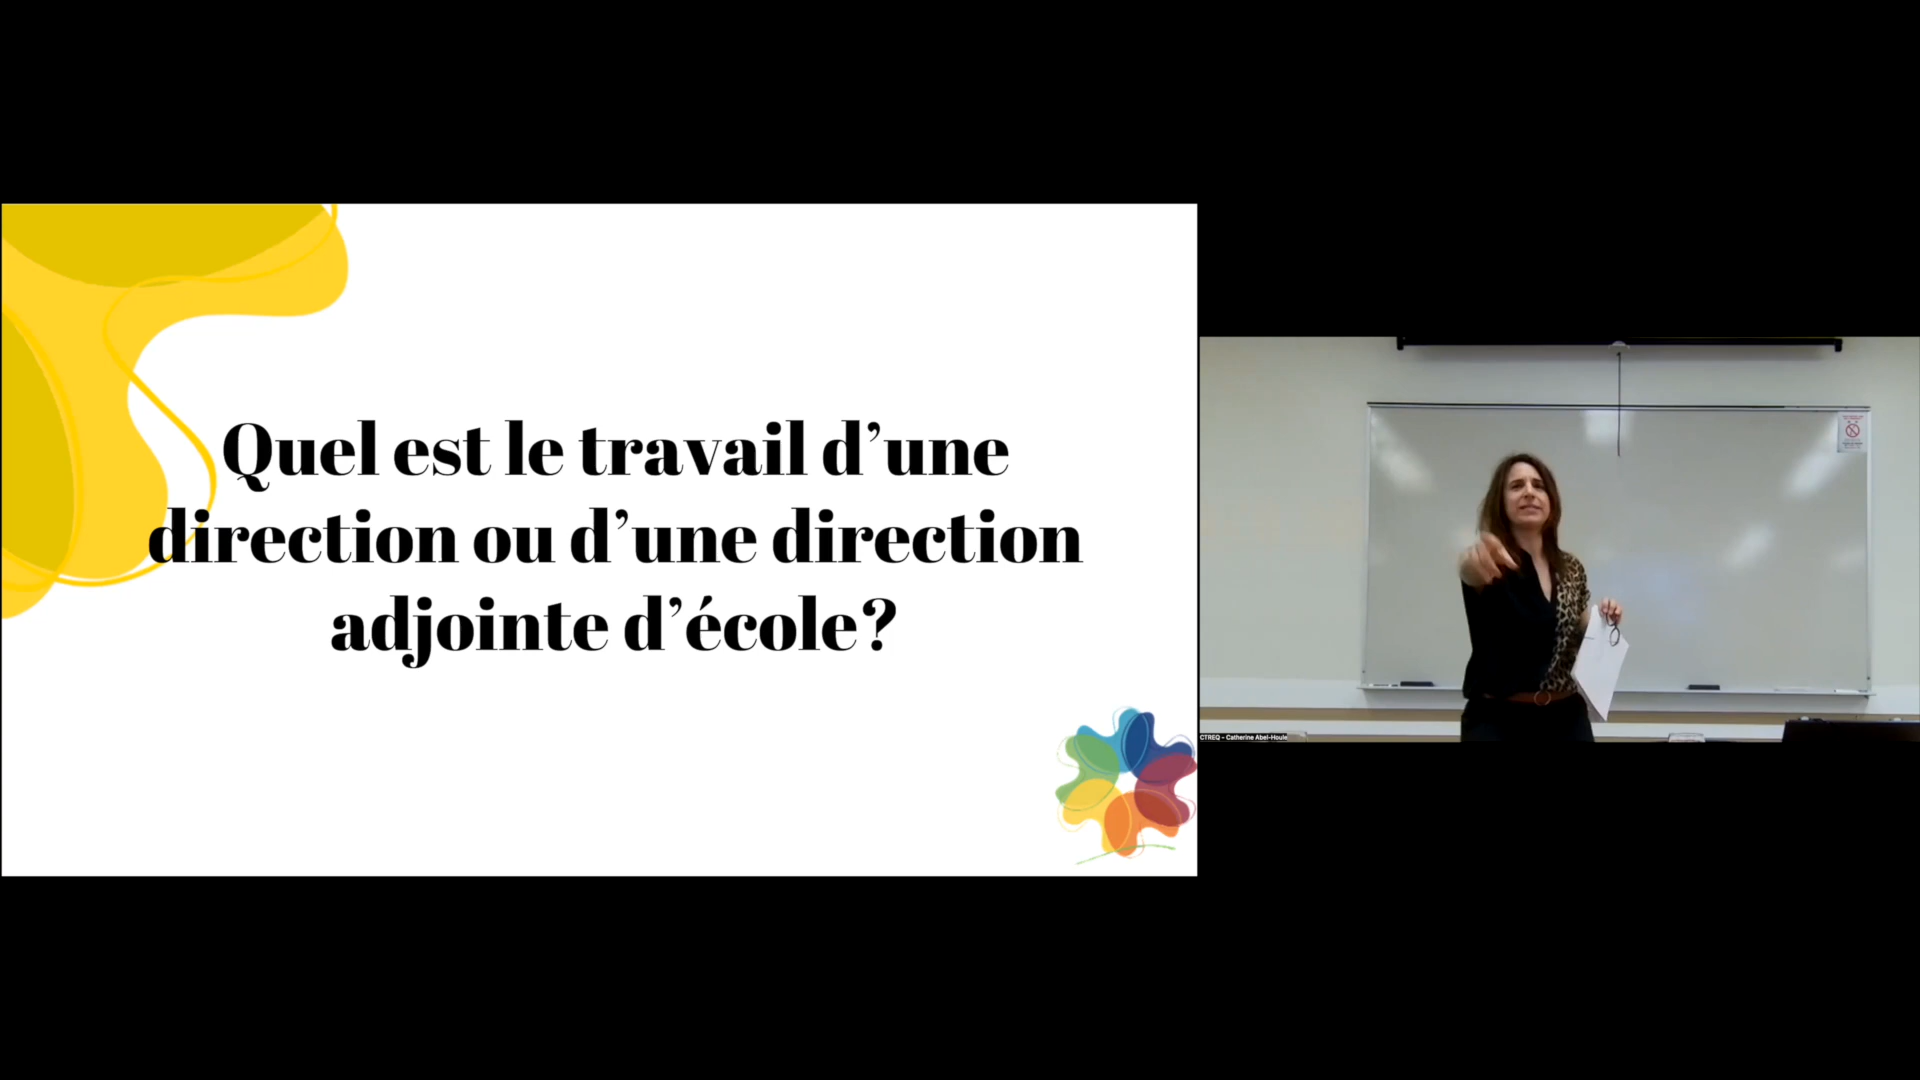 Quel est le travail d’une
direction ou d’une direction
adjointe d’école?
CTREQ - Catherine Abel-Houle